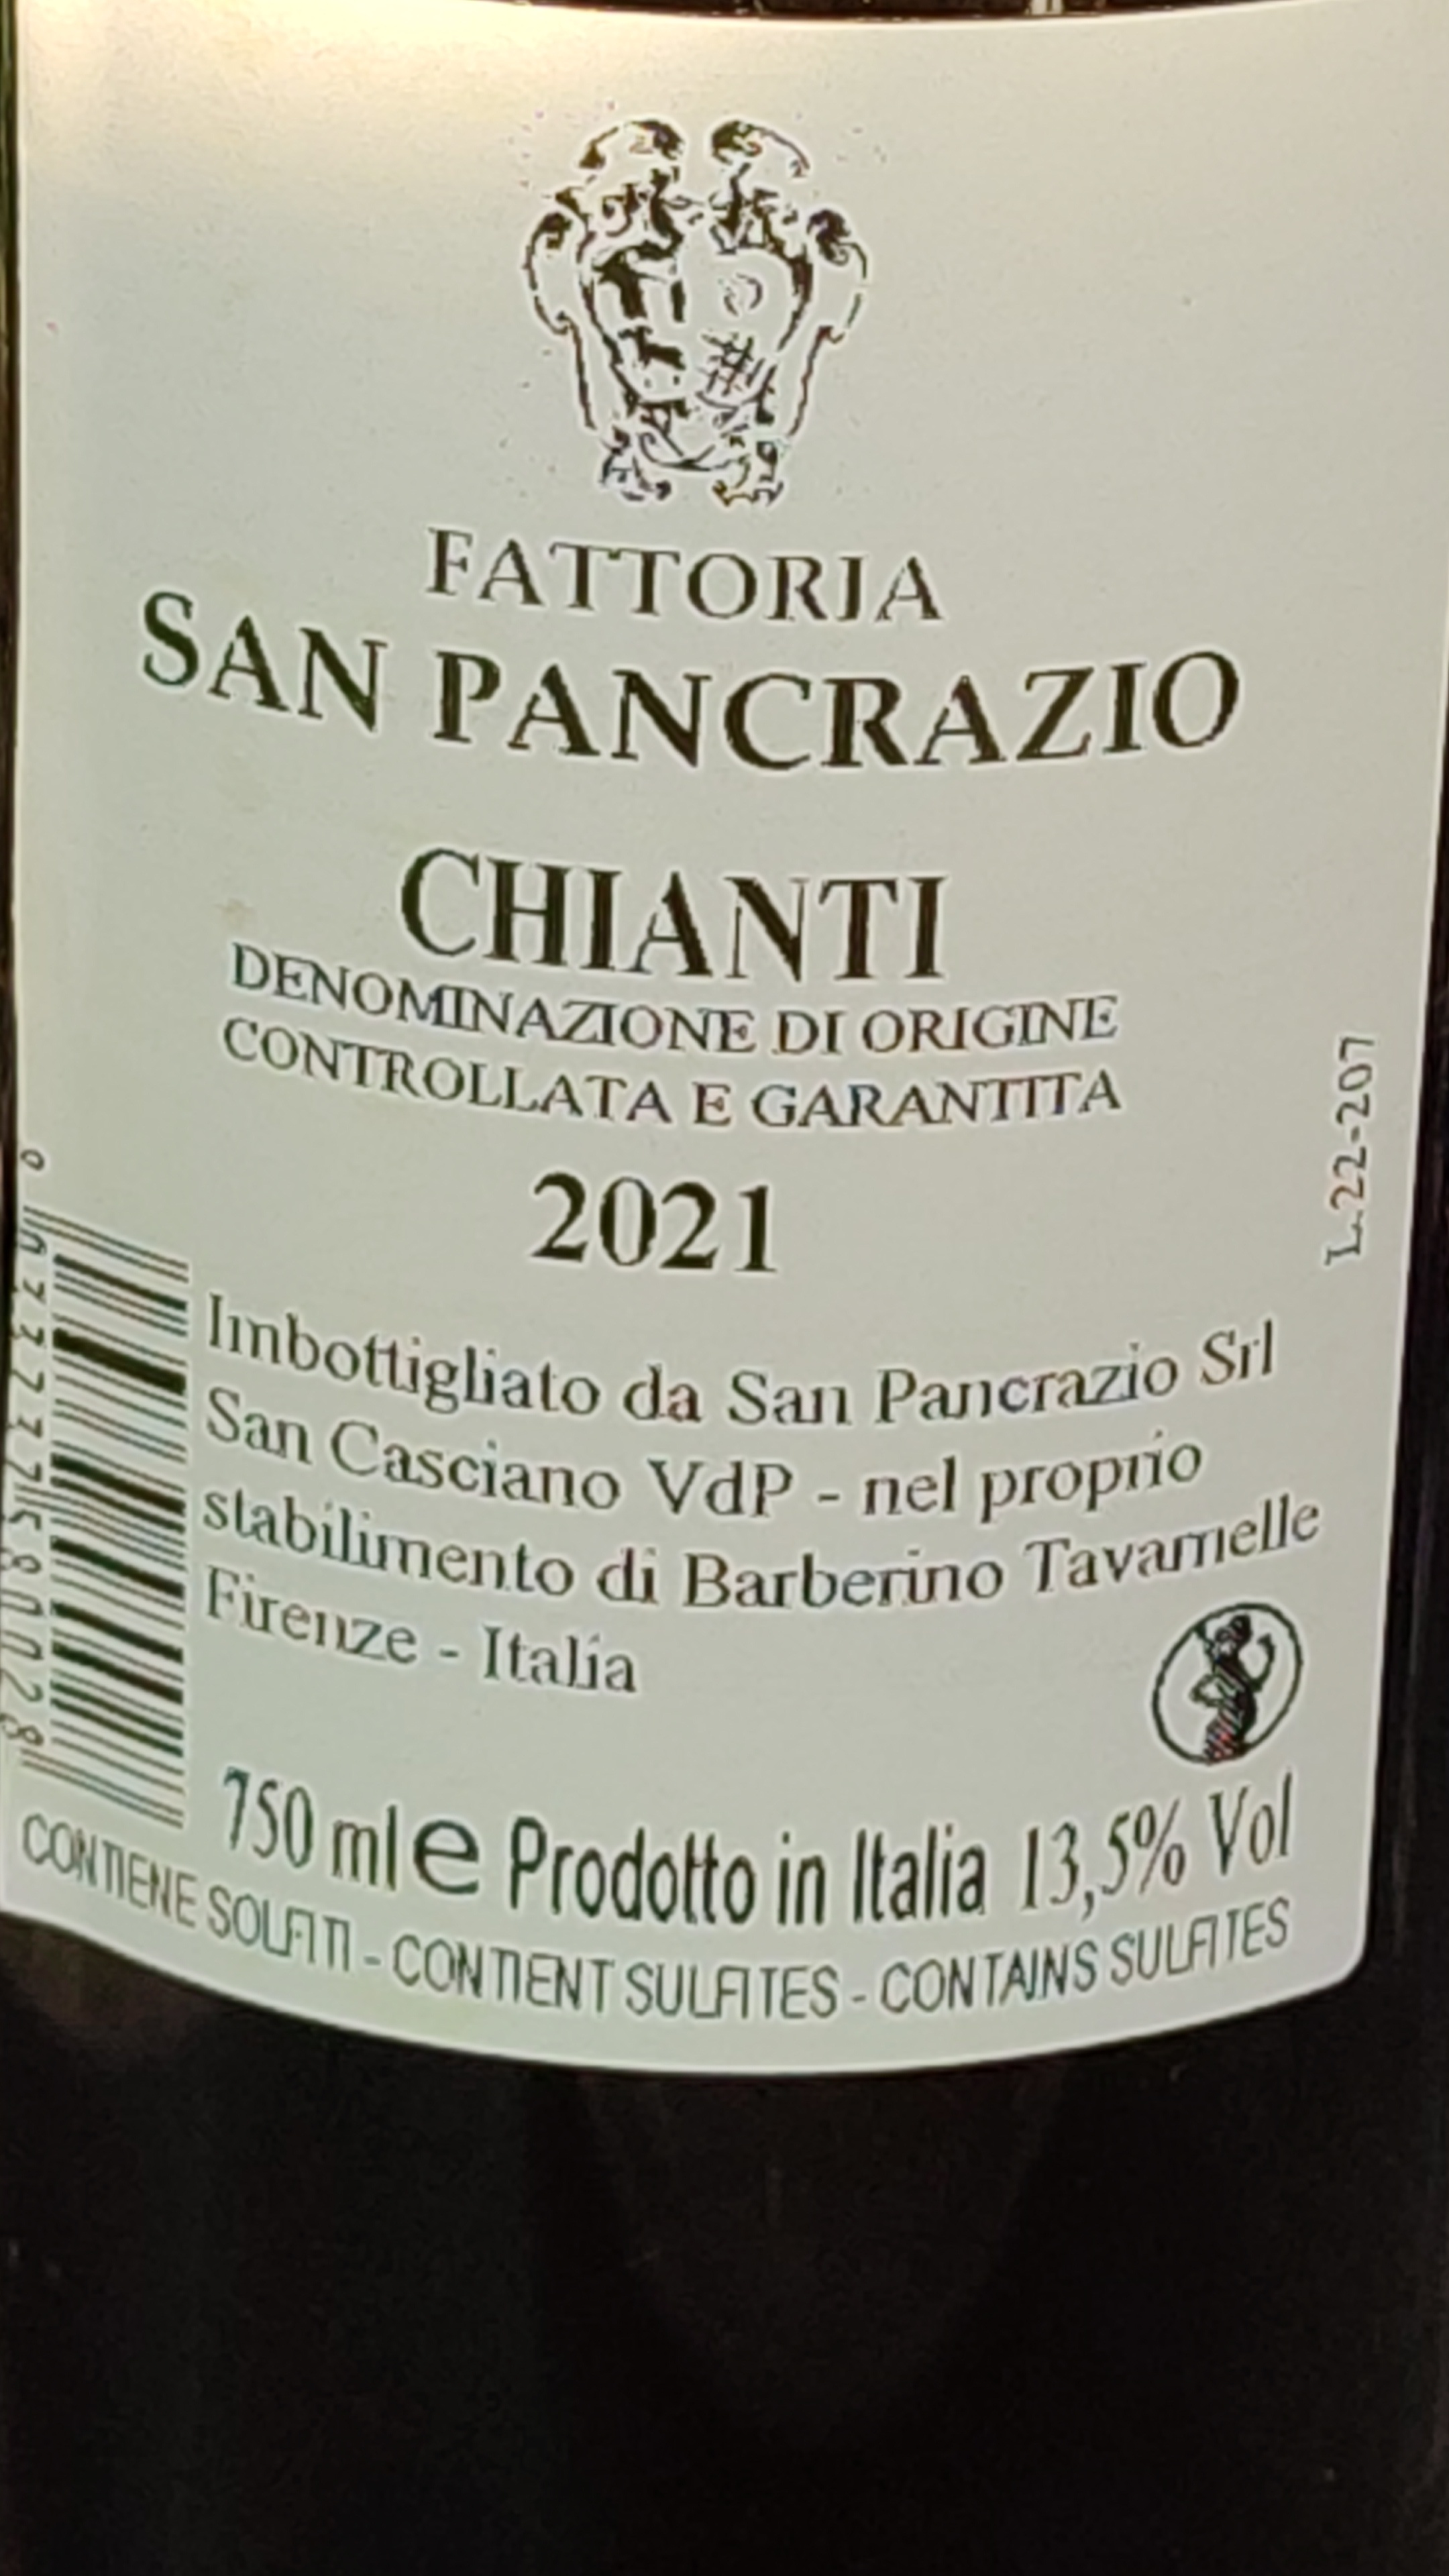 FATTORIA
SAN PANCRAZIO
CHIANTI
DENOMINAZIONE DI ORIGINE
CONTROLLATA E GARANTITA
2021
L.22-207
Imbottigliato da San Pancrazio Srl
San Casciano VdP - nel proprio
stabilimento di Barberino Tavarnelle
Firenze - Italia
750 ml e Prodotto in Italia 13,5% Vol
CONTIENE SOLFITI - CONTIENT SULFITES - CONTAINS SULFITES